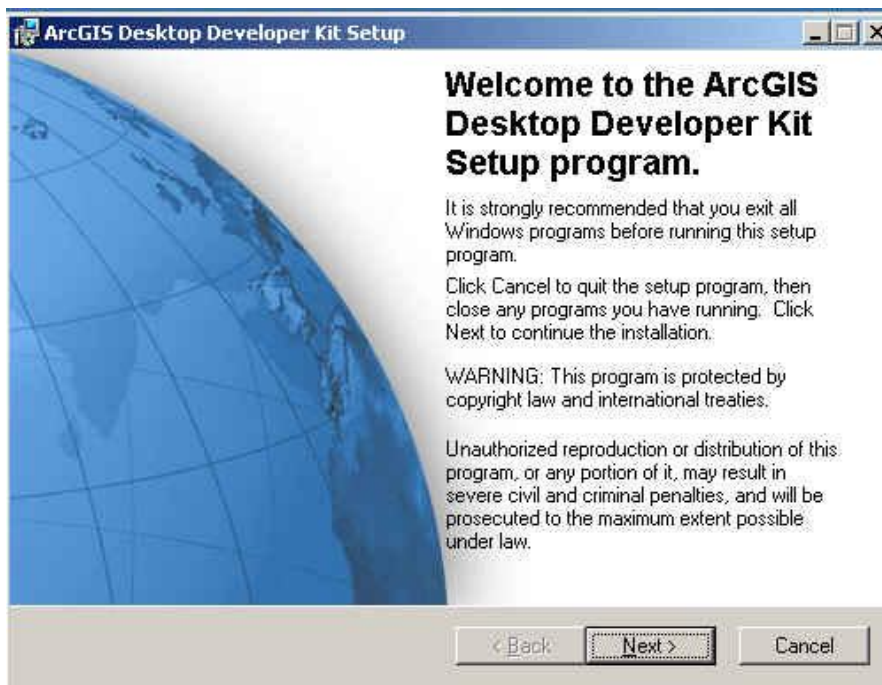 ArcGIS Desktop Developer Kit Setup
Welcome to the ArcGIS
Desktop Developer Kit
Setup program.
It is strongly recommended that you exit all
Windows programs before running this setup
program.
Click Cancel to quit the setup program, then
close any programs you have running. Click
Next to continue the installation.
WARNING: This program is protected by
copyright law and international treaties.
Unauthorized reproduction or distribution of this
program, or any portion of it, may result in
severe civil and criminal penalties, and will be
prosecuted to the maximum extent possible
under law.
< Back Next > Cancel